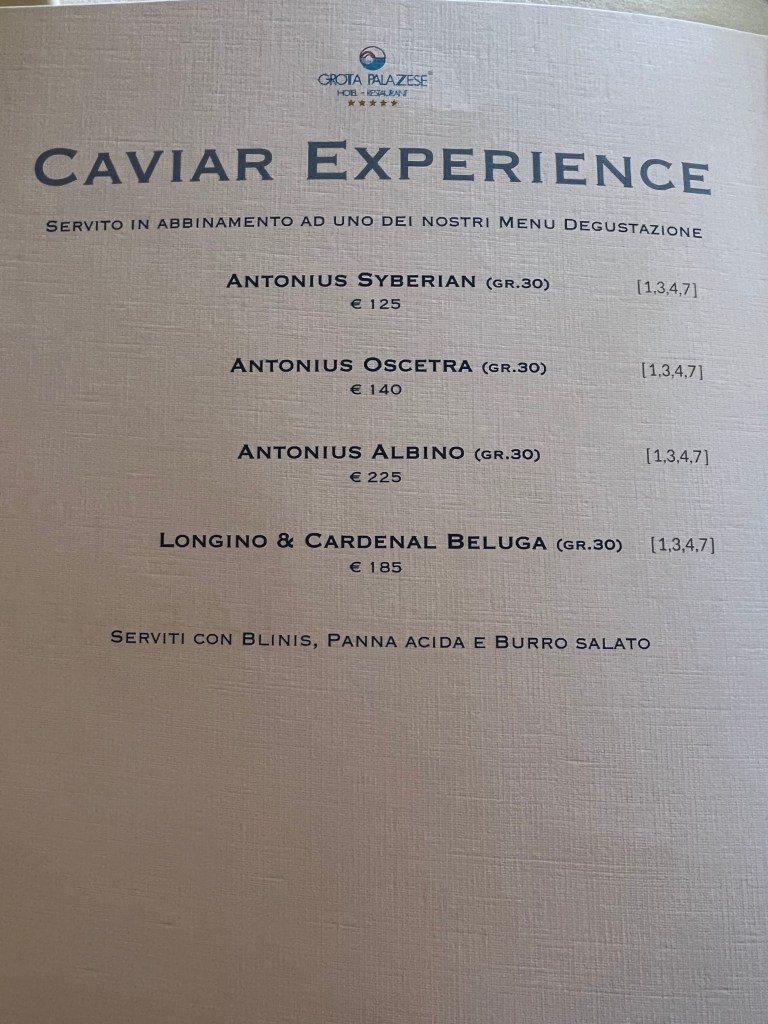 GROTTA PALAZZESE®
HOTEL - RESTAURANT
★★★★★
CAVIAR EXPERIENCE
SERVITO IN ABBINAMENTO AD UNO DEI NOSTRI MENU DEGUSTAZIONE
ANTONIUS SYBERIAN (GR.30) [1,3,4,7]
€ 125
ANTONIUS OSCETRA (GR.30) [1,3,4,7]
€ 140
ANTONIUS ALBINO (GR.30) [1,3,4,7]
€ 225
LONGINO & CARDENAL BELUGA (GR.30) [1,3,4,7]
€ 185
SERVITI CON BLINIS, PANNA ACIDA E BURRO SALATO